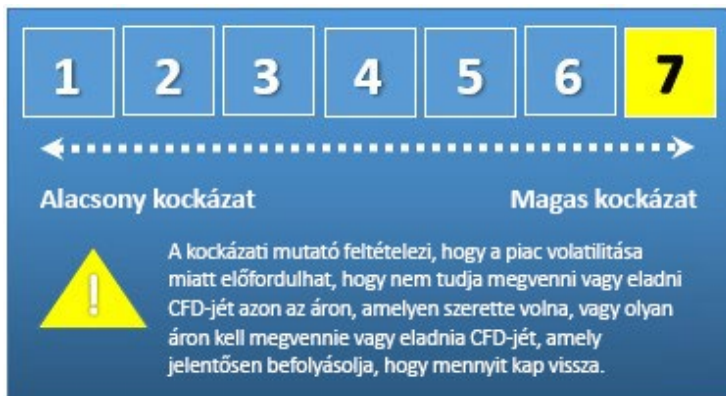 1 2 3 4 5 6 7
Alacsony kockázat Magas kockázat
!
A kockázati mutató feltételezi, hogy a piac volatilitása
miatt előfordulhat, hogy nem tudja megvenni vagy eladni
CFD-jét azon az áron, amelyen szerette volna, vagy olyan
áron kell megvennie vagy eladnia CFD-jét, amely
jelentősen befolyásolja, hogy mennyit kap vissza.